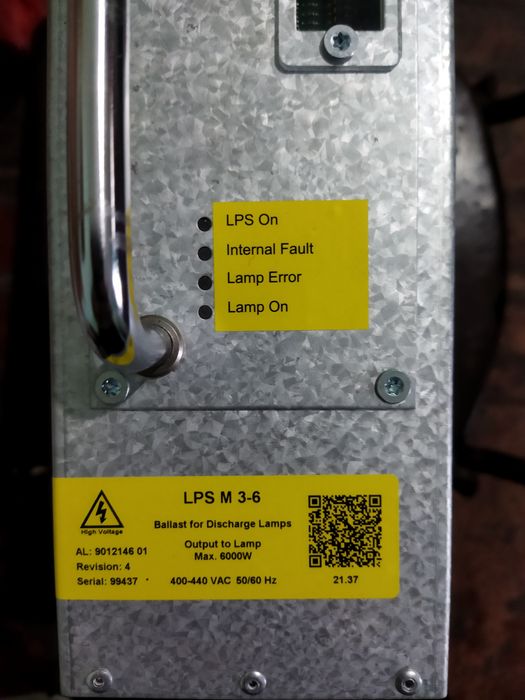 LPS On
Internal Fault
Lamp Error
Lamp On
LPS M 3-6
High Voltage
Ballast for Discharge Lamps
Output to Lamp
Max. 6000W
AL: 9012146 01
Revision: 4
Serial: 99437
400-440 VAC 50/60 Hz
21.37